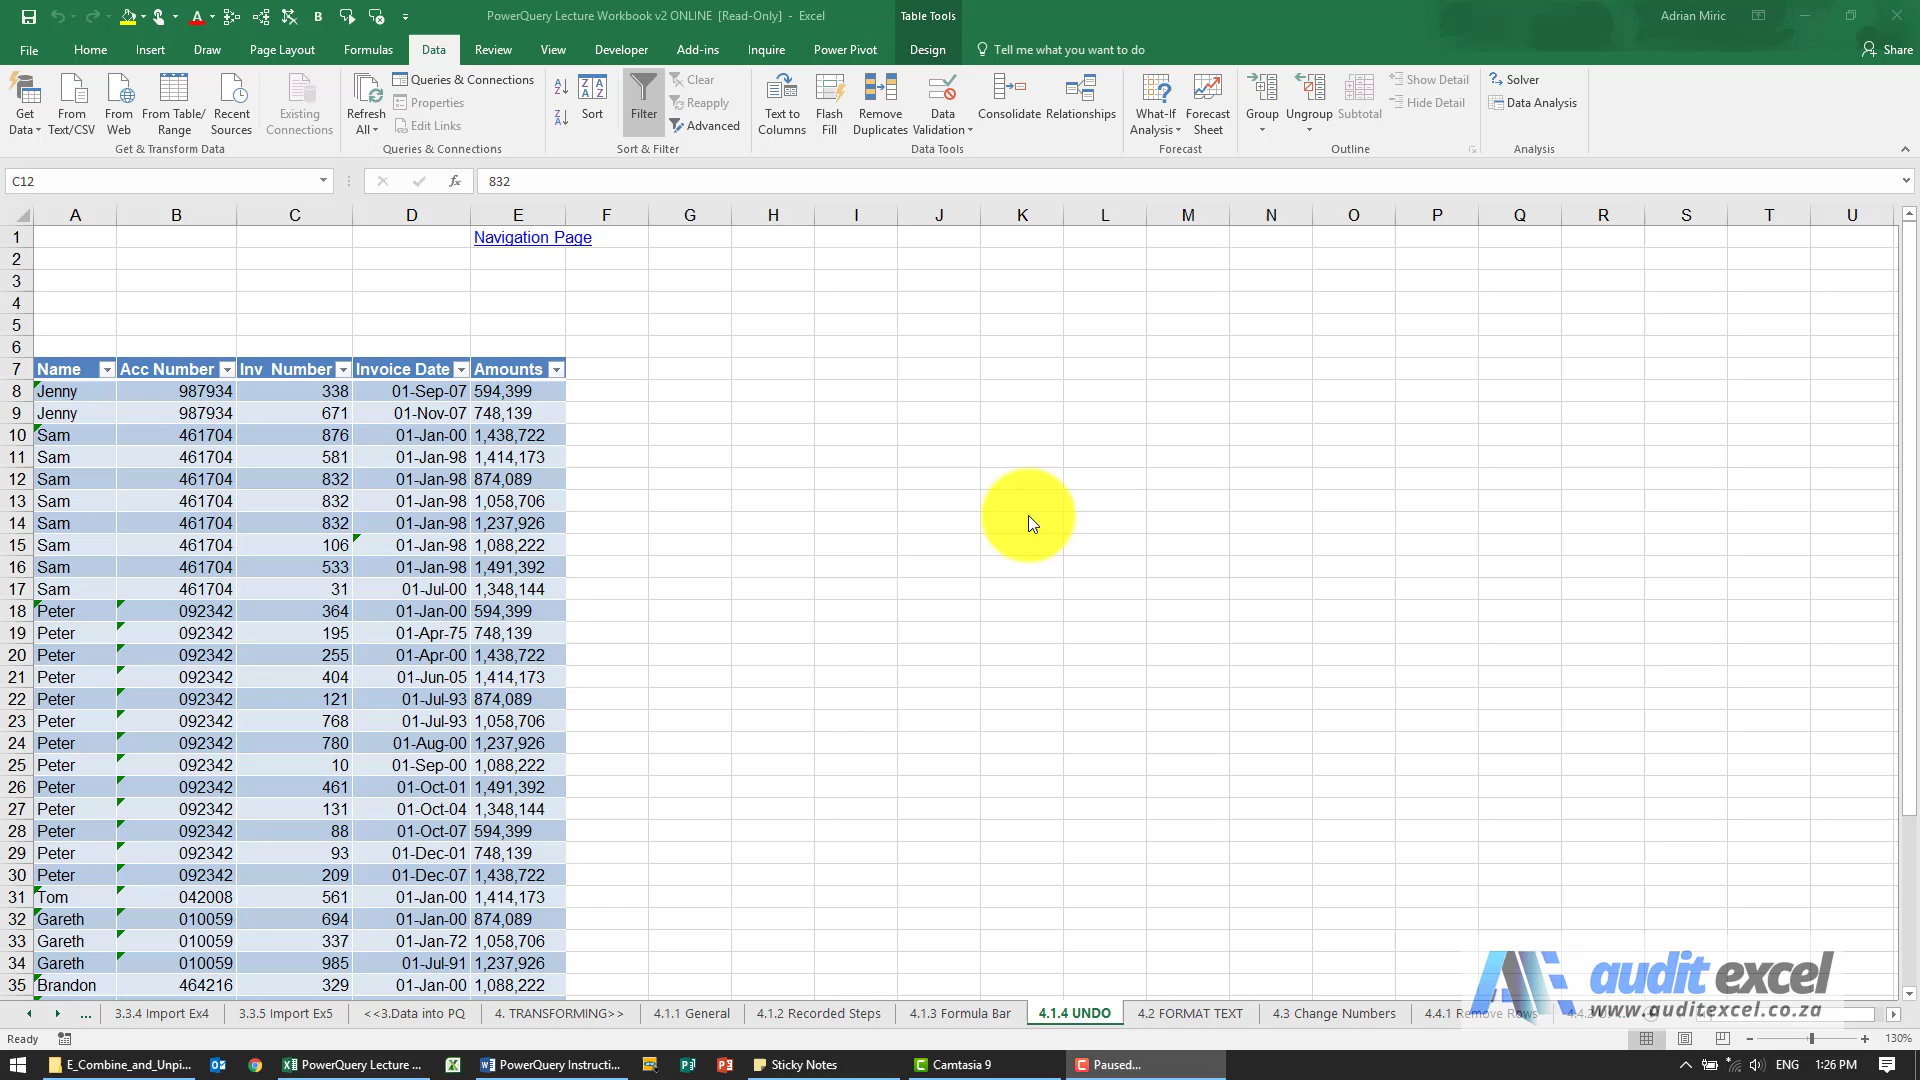 PowerQuery Lecture Workbook v2 ONLINE [Read-Only] - Excel
Table Tools
Adrian Miric
File Home Insert Draw Page Layout Formulas Data Review View Developer Add-ins Inquire Power Pivot Design Tell me what you want to do Share
Get Data
From Text/CSV
From Web
From Table/ Range
Recent Sources
Existing Connections
Get & Transform Data
Refresh All
Queries & Connections
Properties
Edit Links
Queries & Connections
Sort
Filter
Clear
Reapply
Advanced
Sort & Filter
Text to Columns
Flash Fill
Remove Duplicates
Data Validation
Consolidate
Relationships
Data Tools
What-If Analysis
Forecast Sheet
Forecast
Group
Ungroup
Subtotal
Show Detail
Hide Detail
Outline
Solver
Data Analysis
Analysis
C12 fx 832
A B C D E F G H I J K L M N O P Q R S T U
1 Navigation Page
2
3
4
5
6
7 Name Acc Number Inv Number Invoice Date Amounts
8 Jenny 987934 338 01-Sep-07 594,399
9 Jenny 987934 671 01-Nov-07 748,139
10 Sam 461704 876 01-Jan-00 1,438,722
11 Sam 461704 581 01-Jan-98 1,414,173
12 Sam 461704 832 01-Jan-98 874,089
13 Sam 461704 832 01-Jan-98 1,058,706
14 Sam 461704 832 01-Jan-98 1,237,926
15 Sam 461704 106 01-Jan-98 1,088,222
16 Sam 461704 533 01-Jan-98 1,491,392
17 Sam 461704 31 01-Jul-00 1,348,144
18 Peter 092342 364 01-Jan-00 594,399
19 Peter 092342 195 01-Apr-75 748,139
20 Peter 092342 255 01-Apr-00 1,438,722
21 Peter 092342 404 01-Jun-05 1,414,173
22 Peter 092342 121 01-Jul-93 874,089
23 Peter 092342 768 01-Jul-93 1,058,706
24 Peter 092342 780 01-Aug-00 1,237,926
25 Peter 092342 10 01-Sep-00 1,088,222
26 Peter 092342 461 01-Oct-01 1,491,392
27 Peter 092342 131 01-Oct-04 1,348,144
28 Peter 092342 88 01-Oct-07 594,399
29 Peter 092342 93 01-Dec-01 748,139
30 Peter 092342 209 01-Dec-07 1,438,722
31 Tom 042008 561 01-Jan-00 1,414,173
32 Gareth 010059 694 01-Jan-00 874,089
33 Gareth 010059 337 01-Jan-72 1,058,706
34 Gareth 010059 985 01-Jul-91 1,237,926
35 Brandon 464216 329 01-Jan-00 1,088,222
audit excel
www.auditexcel.co.za
... 3.3.4 Import Ex4 3.3.5 Import Ex5 <<3.Data into PQ 4. TRANSFORMING>> 4.1.1 General 4.1.2 Recorded Steps 4.1.3 Formula Bar 4.1.4 UNDO 4.2 FORMAT TEXT 4.3 Change Numbers 4.4.1 Remove Rows
Ready 130%
E_Combine_and_Unpi... PowerQuery Lecture ... PowerQuery Instructi... Sticky Notes Camtasia 9 Paused... ENG 1:26 PM